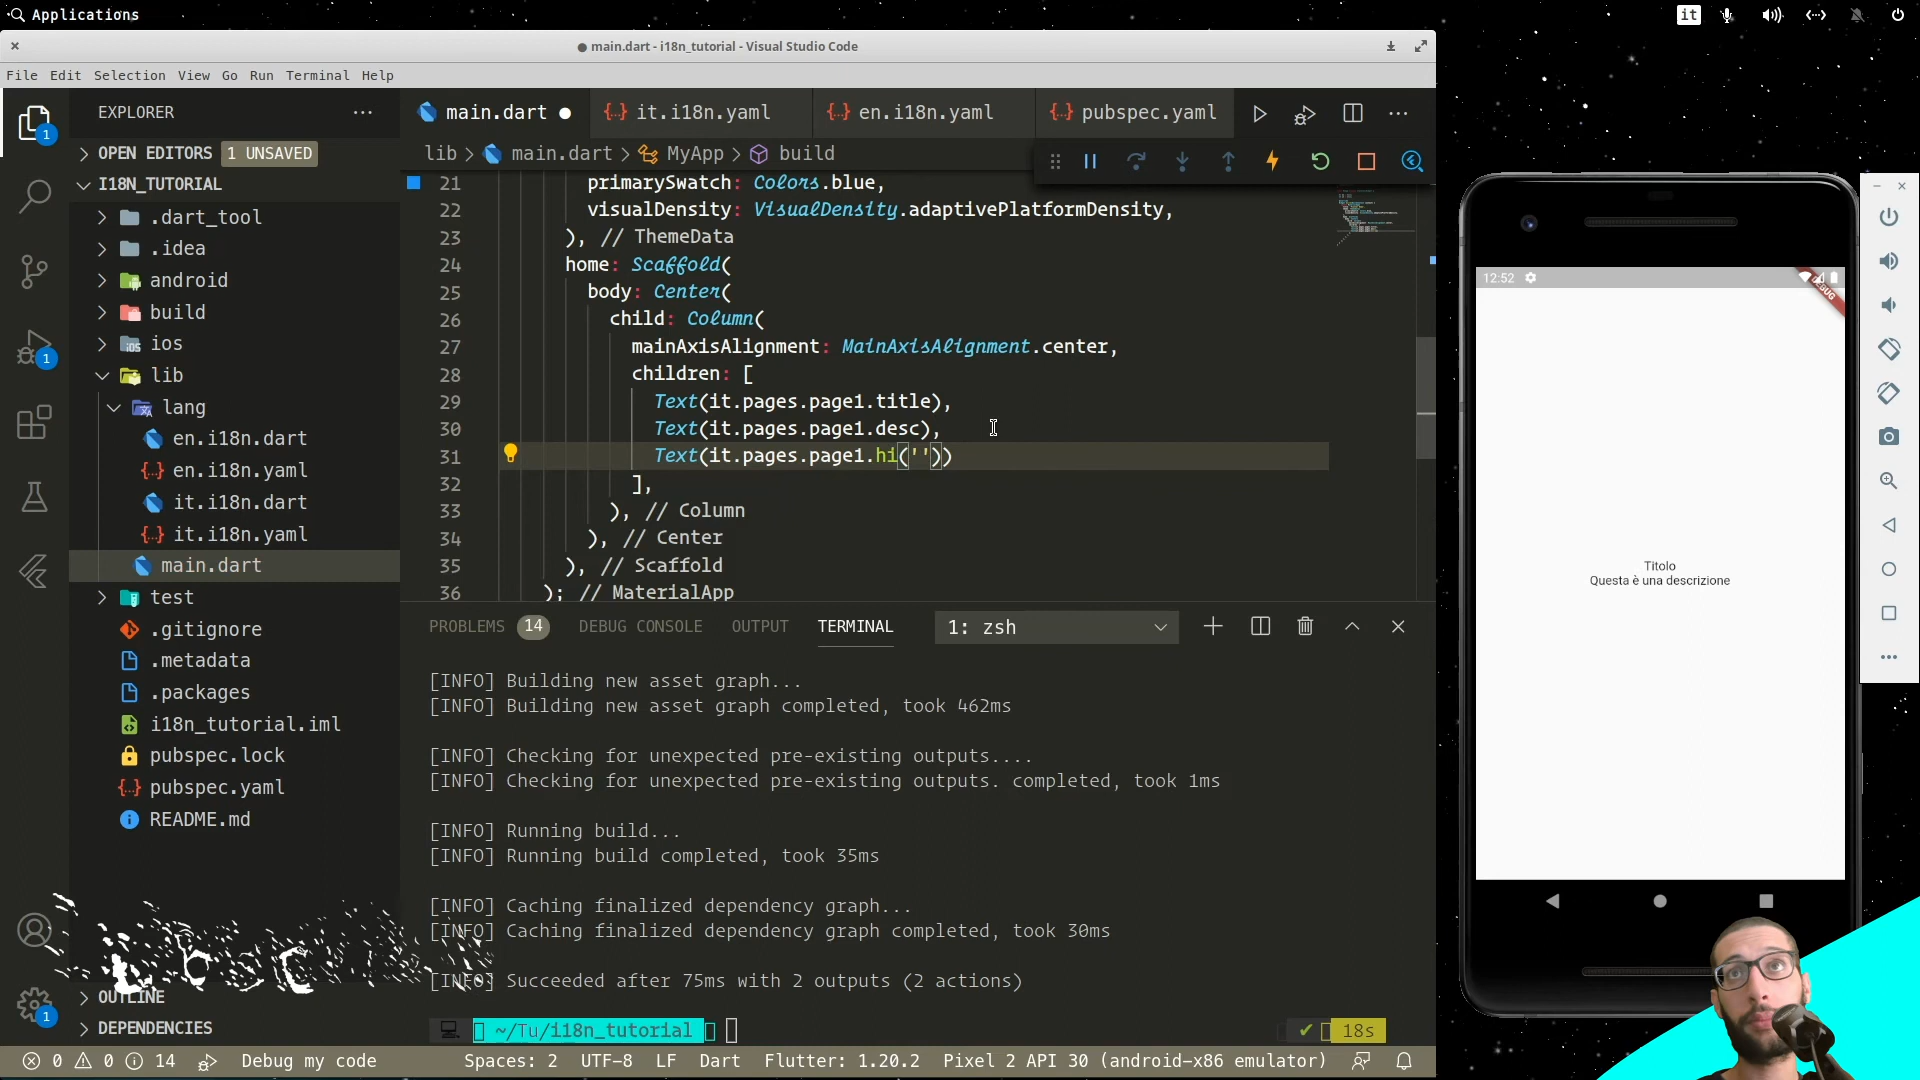 Applications
it
● main.dart - i18n_tutorial - Visual Studio Code
File Edit Selection View Go Run Terminal Help
EXPLORER
main.dart ●
it.i18n.yaml
en.i18n.yaml
pubspec.yaml
OPEN EDITORS 1 UNSAVED
lib > main.dart > MyApp > build
I18N_TUTORIAL
.dart_tool
.idea
android
build
ios
lib
lang
en.i18n.dart
en.i18n.yaml
it.i18n.dart
it.i18n.yaml
main.dart
test
.gitignore
.metadata
.packages
i18n_tutorial.iml
pubspec.lock
pubspec.yaml
README.md
OUTLINE
DEPENDENCIES
1
1
1
21 primarySwatch: Colors.blue,
22 visualDensity: VisualDensity.adaptivePlatformDensity,
23 ), // ThemeData
24 home: Scaffold(
25 body: Center(
26 child: Column(
27 mainAxisAlignment: MainAxisAlignment.center,
28 children: [
29 Text(it.pages.page1.title),
30 Text(it.pages.page1.desc),
31 Text(it.pages.page1.hi(''))
32 ],
33 ), // Column
34 ), // Center
35 ), // Scaffold
36 ); // MaterialApp
PROBLEMS 14 DEBUG CONSOLE OUTPUT TERMINAL 1: zsh
[INFO] Building new asset graph...
[INFO] Building new asset graph completed, took 462ms
[INFO] Checking for unexpected pre-existing outputs....
[INFO] Checking for unexpected pre-existing outputs. completed, took 1ms
[INFO] Running build...
[INFO] Running build completed, took 35ms
[INFO] Caching finalized dependency graph...
[INFO] Caching finalized dependency graph completed, took 30ms
[INFO] Succeeded after 75ms with 2 outputs (2 actions)
~/Tu/i18n_tutorial
✔ 18s
0 0 14 Debug my code Spaces: 2 UTF-8 LF Dart Flutter: 1.20.2 Pixel 2 API 30 (android-x86 emulator)
12:52
DEBUG
Titolo
Questa è una descrizione